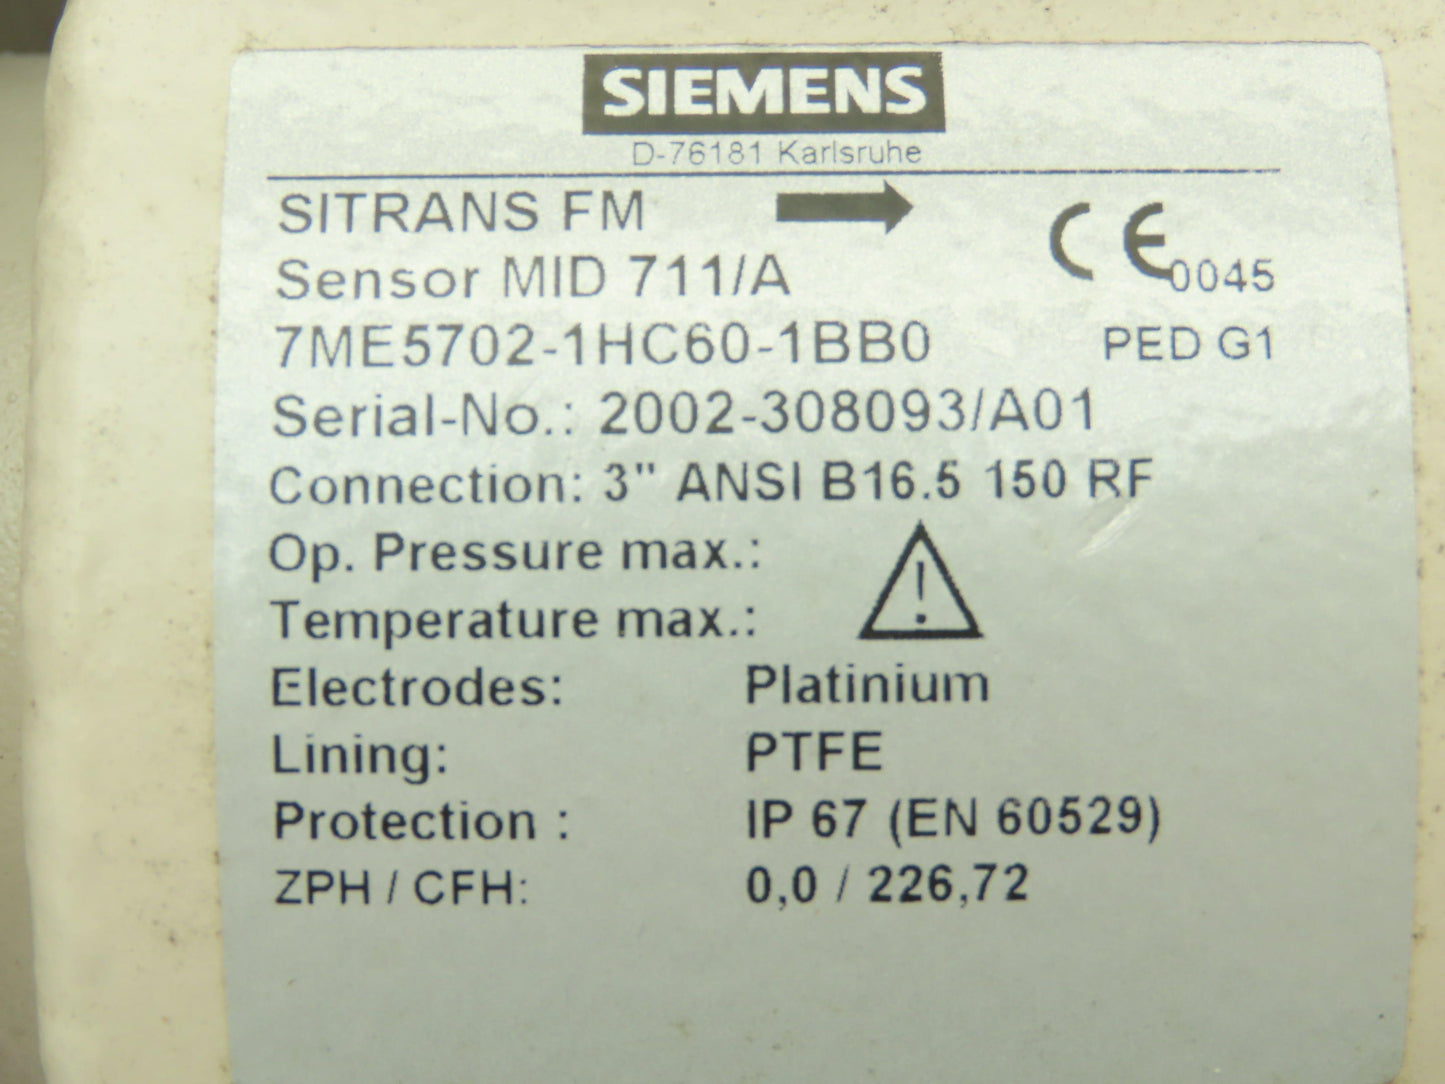 SIEMENS
D-76181 Karlsruhe
SITRANS FM
Sensor MID 711/A
CE 0045
7ME5702-1HC60-1BB0 PED G1
Serial-No.: 2002-308093/A01
Connection: 3" ANSI B16.5 150 RF
Op. Pressure max.:
Temperature max.:
Electrodes: Platinium
Lining: PTFE
Protection : IP 67 (EN 60529)
ZPH / CFH: 0,0 / 226,72